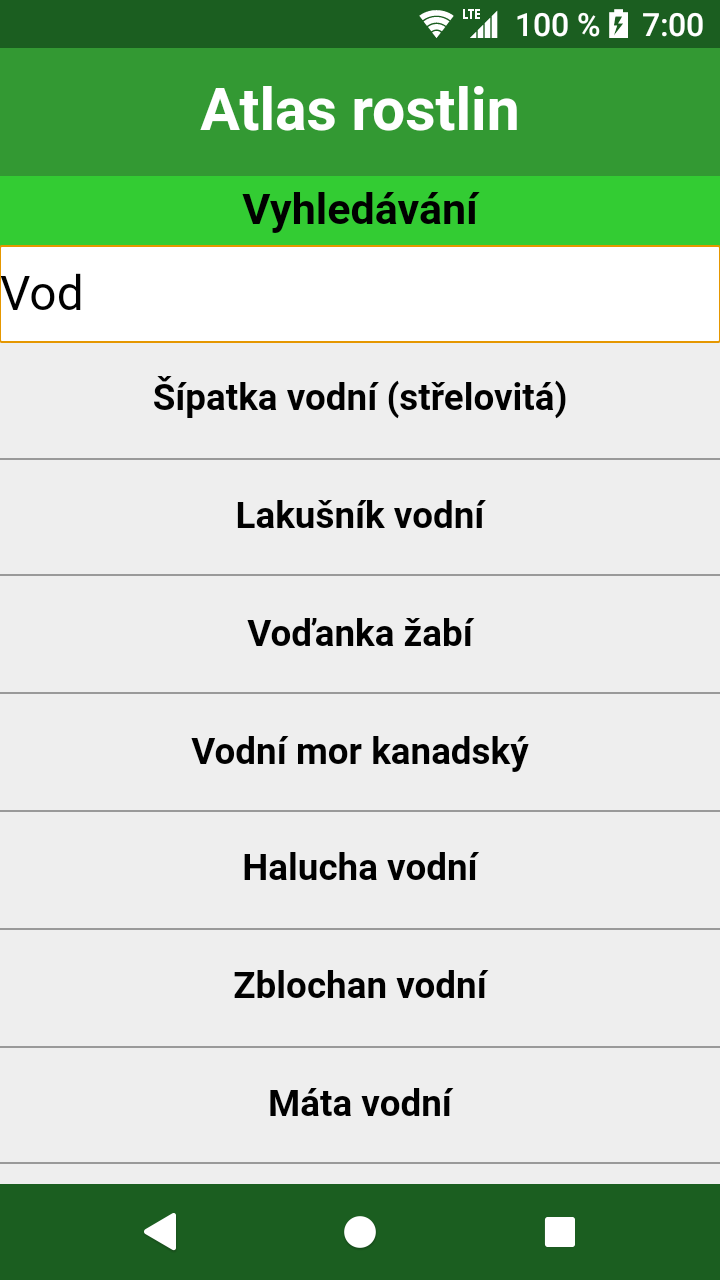 LTE 100 % 7:00
Atlas rostlin
Vyhledávání
Vod
Šípatka vodní (střelovitá)
Lakušník vodní
Voďanka žabí
Vodní mor kanadský
Halucha vodní
Zblochan vodní
Máta vodní